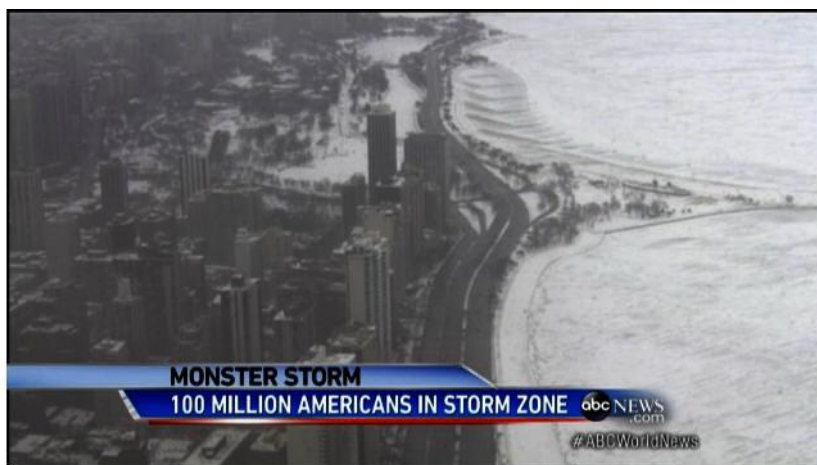 MONSTER STORM
100 MILLION AMERICANS IN STORM ZONE
abc NEWS
.com
#ABCWorldNews